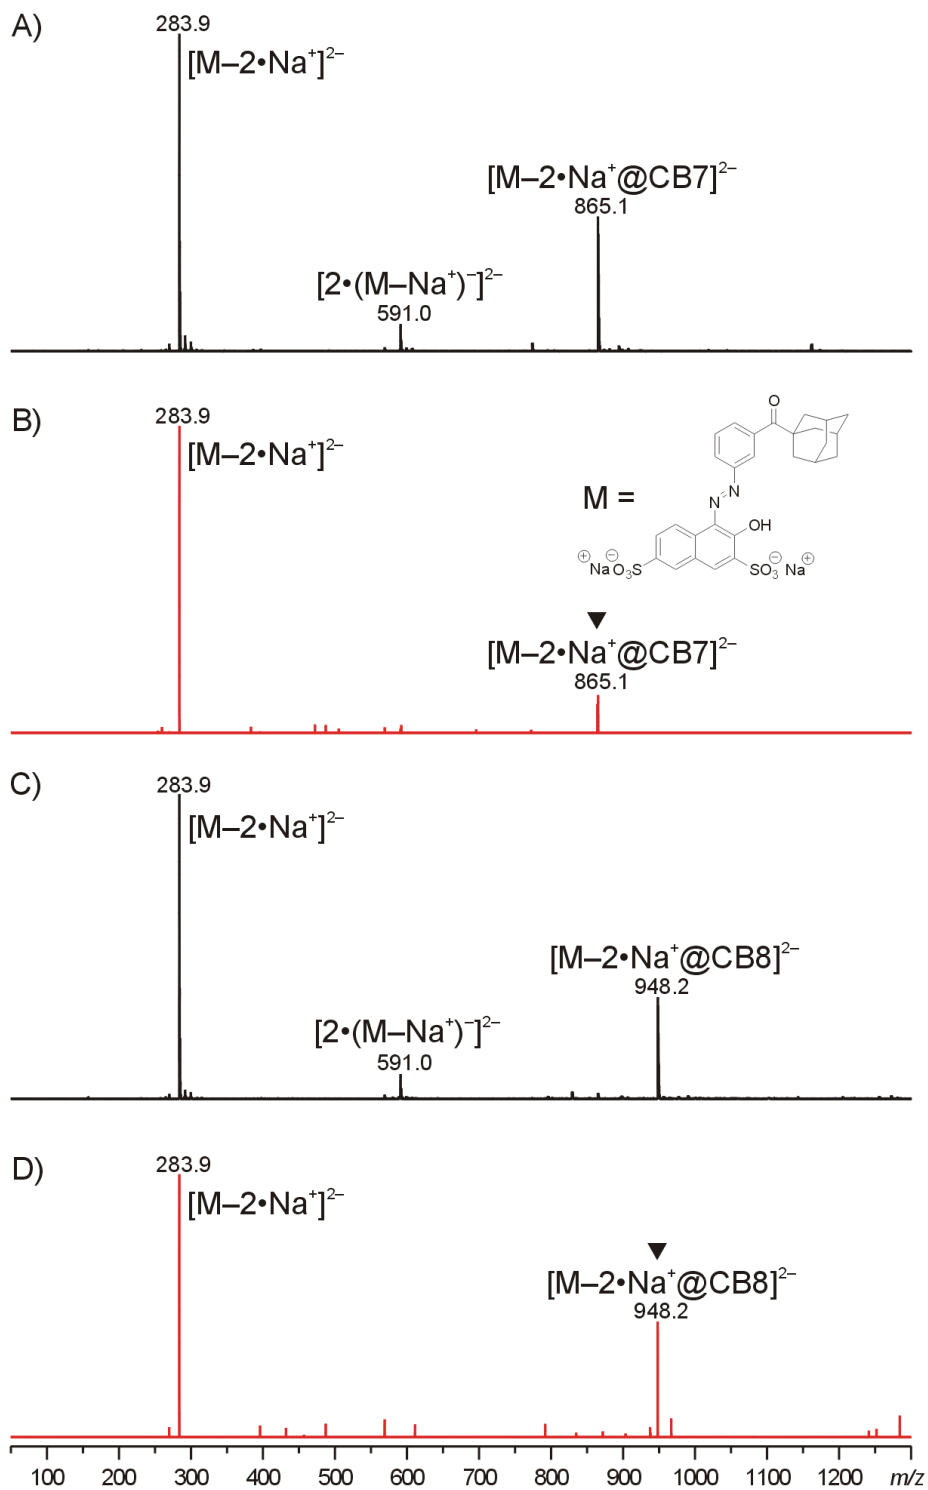 A)
283.9
[M–2•Na⁺]²⁻
[M–2•Na⁺@CB7]²⁻
865.1
[2•(M–Na⁺)⁻]²⁻
591.0
B)
283.9
[M–2•Na⁺]²⁻
M =
O
N
N
OH
⊕ ⊖
Na O₃S
SO₃ Na
⊖ ⊕
[M–2•Na⁺@CB7]²⁻
865.1
C)
283.9
[M–2•Na⁺]²⁻
[M–2•Na⁺@CB8]²⁻
948.2
[2•(M–Na⁺)⁻]²⁻
591.0
D)
283.9
[M–2•Na⁺]²⁻
[M–2•Na⁺@CB8]²⁻
948.2
100 200 300 400 500 600 700 800 900 1000 1100 1200 m/z